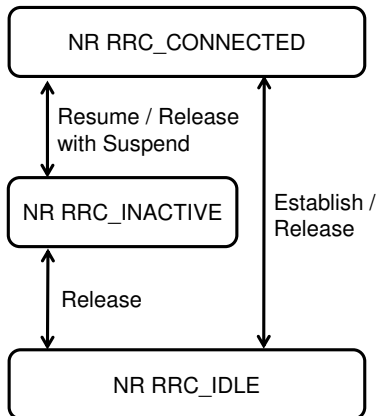 NR RRC_CONNECTED
Resume / Release
with Suspend
NR RRC_INACTIVE
Establish /
Release
Release
NR RRC_IDLE